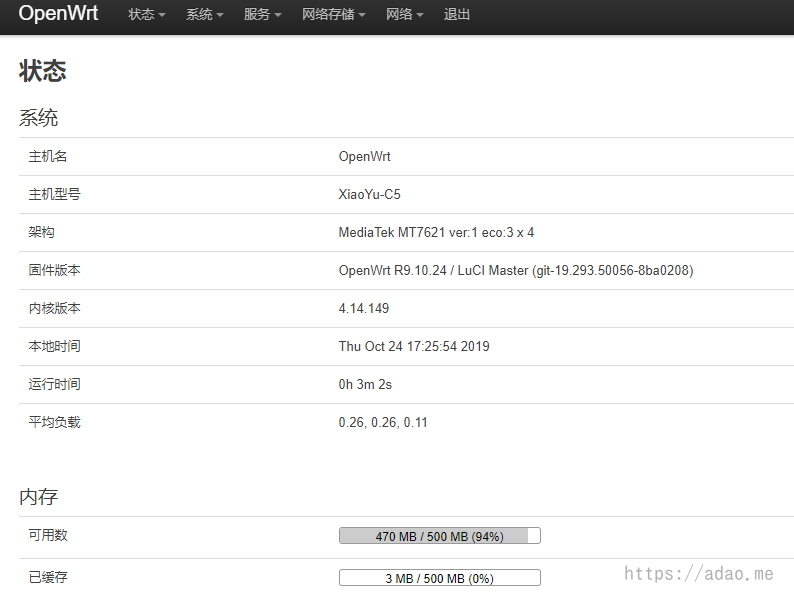 OpenWrt 状态 系统 服务 网络存储 网络 退出
状态
系统
主机名 OpenWrt
主机型号 XiaoYu-C5
架构 MediaTek MT7621 ver:1 eco:3 x 4
固件版本 OpenWrt R9.10.24 / LuCI Master (git-19.293.50056-8ba0208)
内核版本 4.14.149
本地时间 Thu Oct 24 17:25:54 2019
运行时间 0h 3m 2s
平均负载 0.26, 0.26, 0.11
内存
可用数 470 MB / 500 MB (94%)
已缓存 3 MB / 500 MB (0%)
https://adao.me